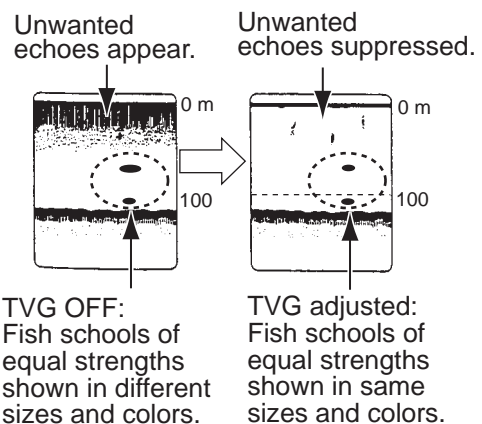 Unwanted
echoes appear.
Unwanted
echoes suppressed.
0 m
100
0 m
100
TVG OFF:
Fish schools of
equal strengths
shown in different
sizes and colors.
TVG adjusted:
Fish schools of
equal strengths
shown in same
sizes and colors.